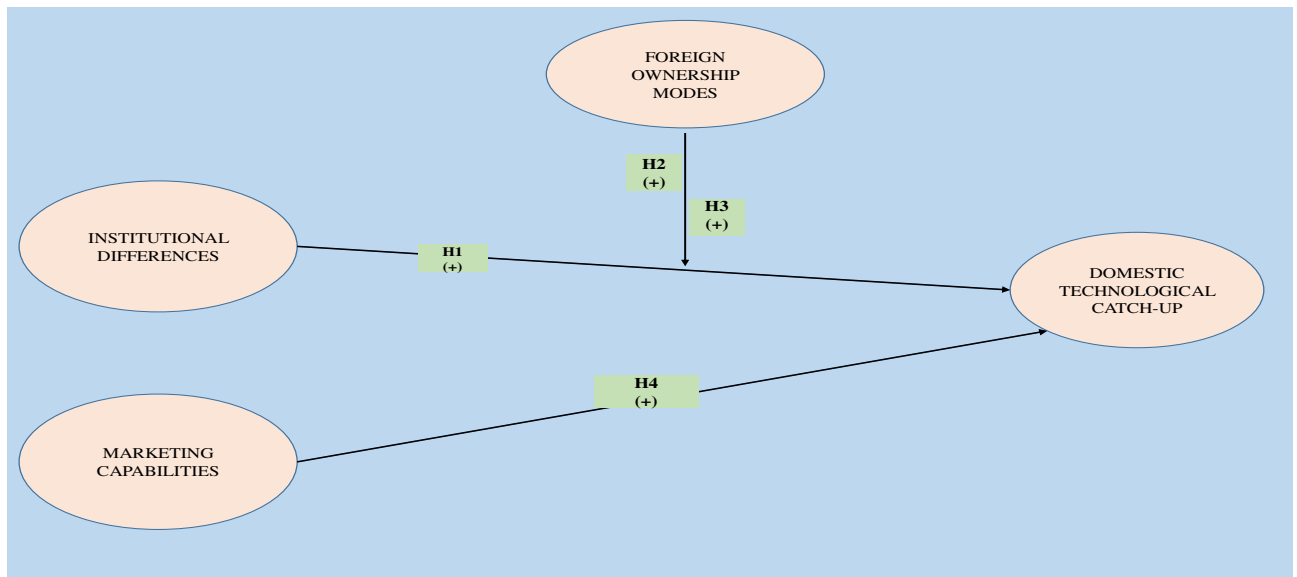 FOREIGN
OWNERSHIP
MODES
H2
(+)
H3
(+)
INSTITUTIONAL
DIFFERENCES
H1
(+)
DOMESTIC
TECHNOLOGICAL
CATCH-UP
H4
(+)
MARKETING
CAPABILITIES